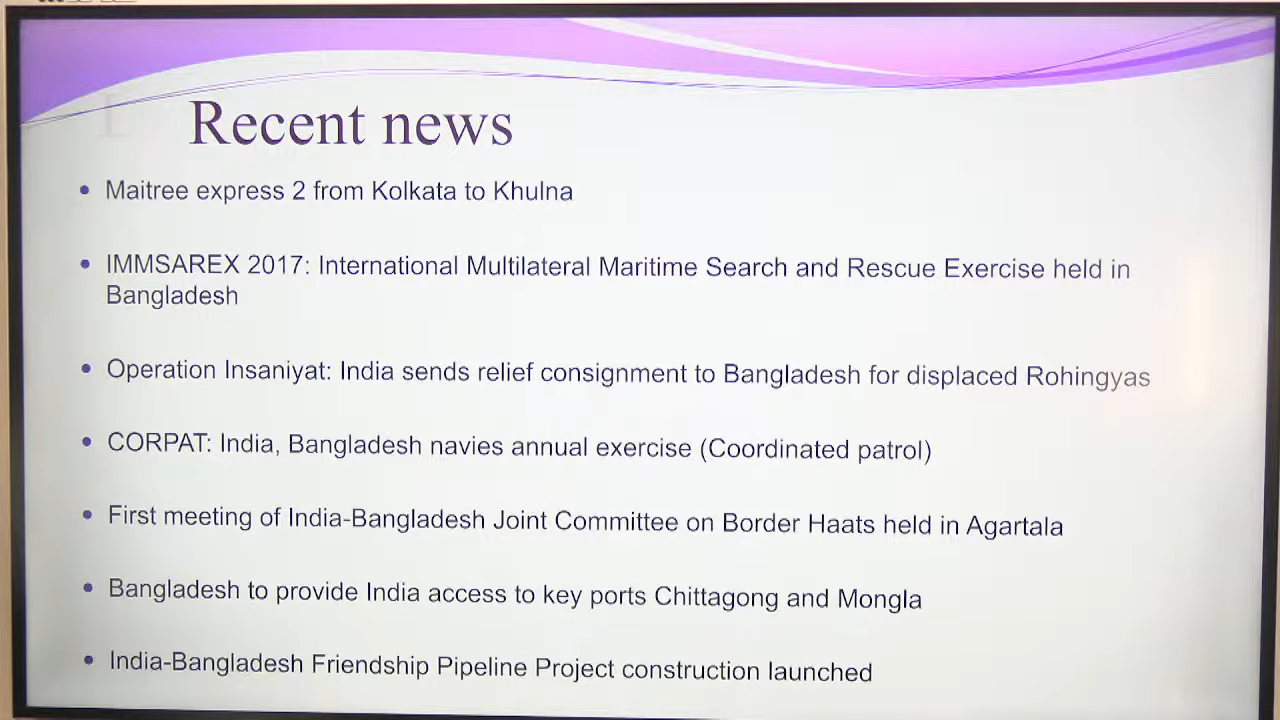 Recent news
• Maitree express 2 from Kolkata to Khulna
• IMMSAREX 2017: International Multilateral Maritime Search and Rescue Exercise held in
Bangladesh
• Operation Insaniyat: India sends relief consignment to Bangladesh for displaced Rohingyas
• CORPAT: India, Bangladesh navies annual exercise (Coordinated patrol)
• First meeting of India-Bangladesh Joint Committee on Border Haats held in Agartala
• Bangladesh to provide India access to key ports Chittagong and Mongla
• India-Bangladesh Friendship Pipeline Project construction launched